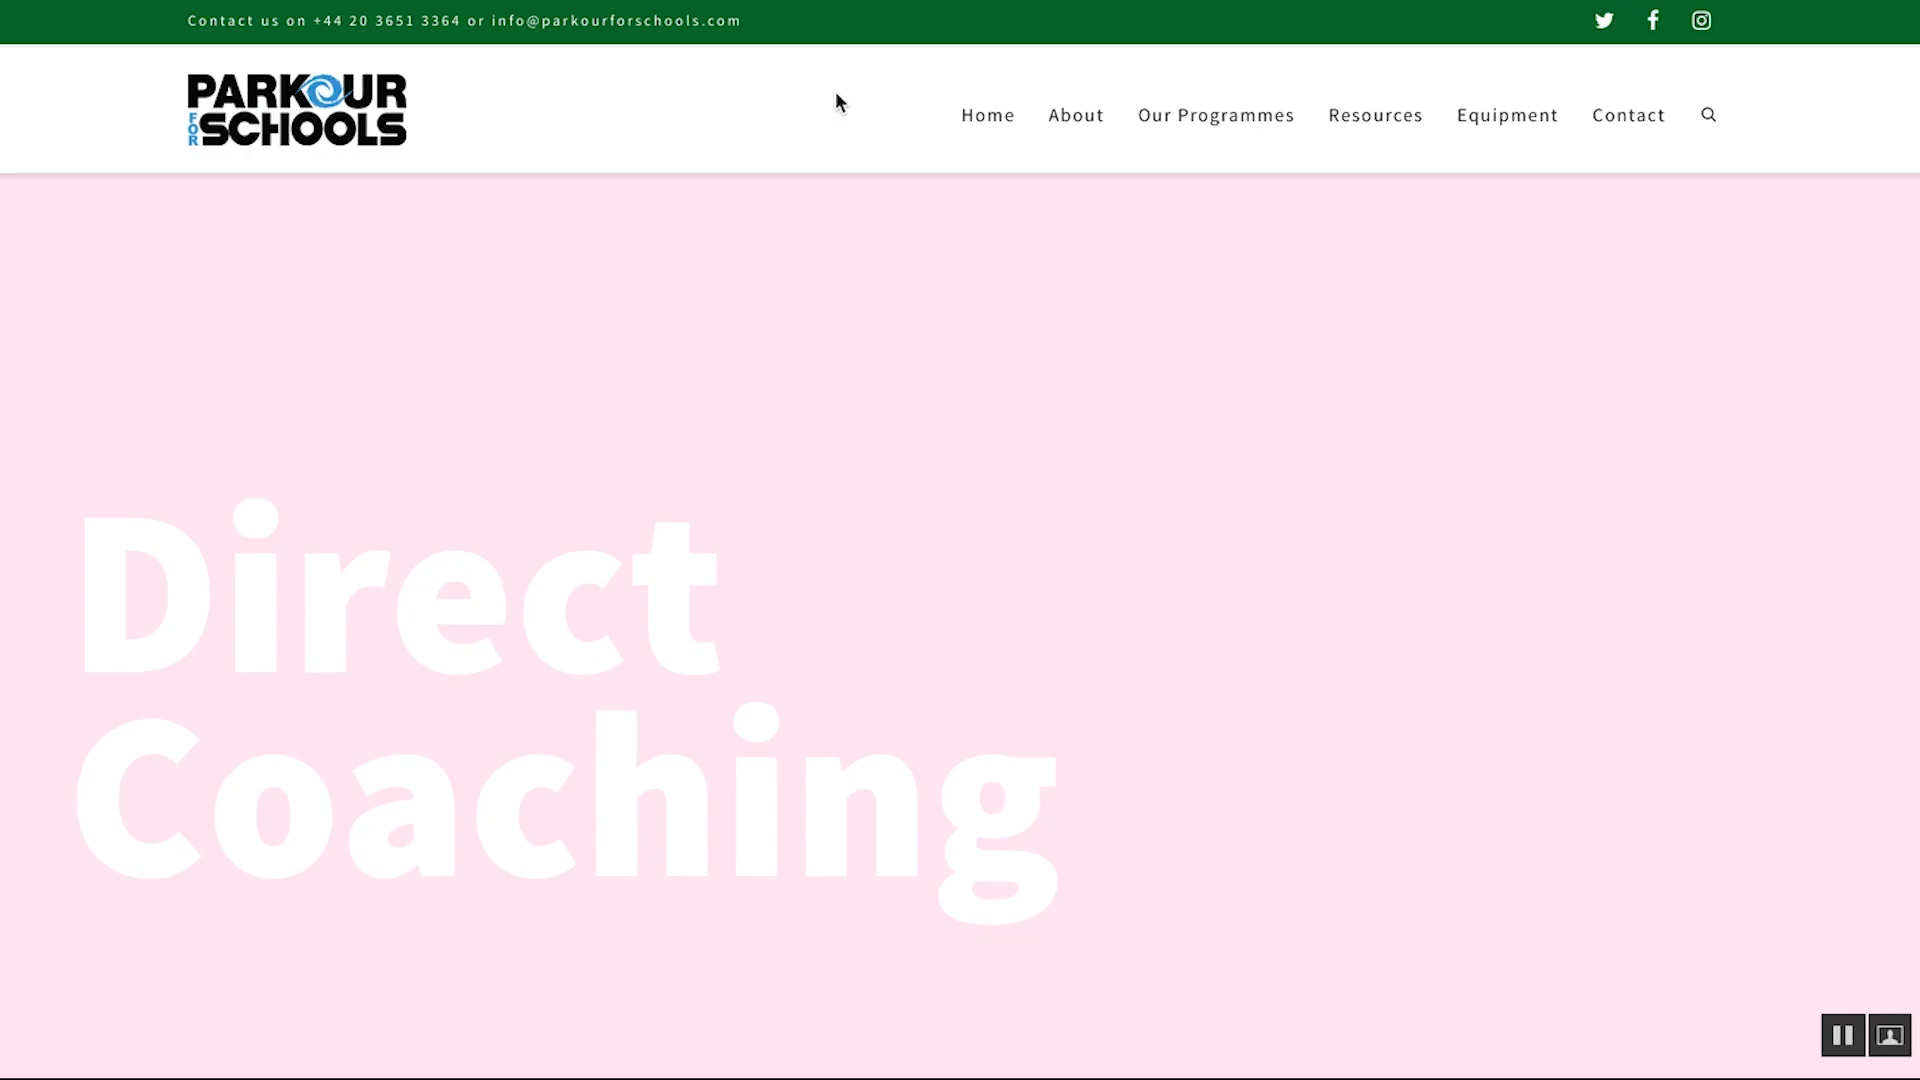 Contact us on +44 20 3651 3364 or info@parkourforschools.com
PARKOUR
FOR SCHOOLS
Home About Our Programmes Resources Equipment Contact
Direct
Coaching